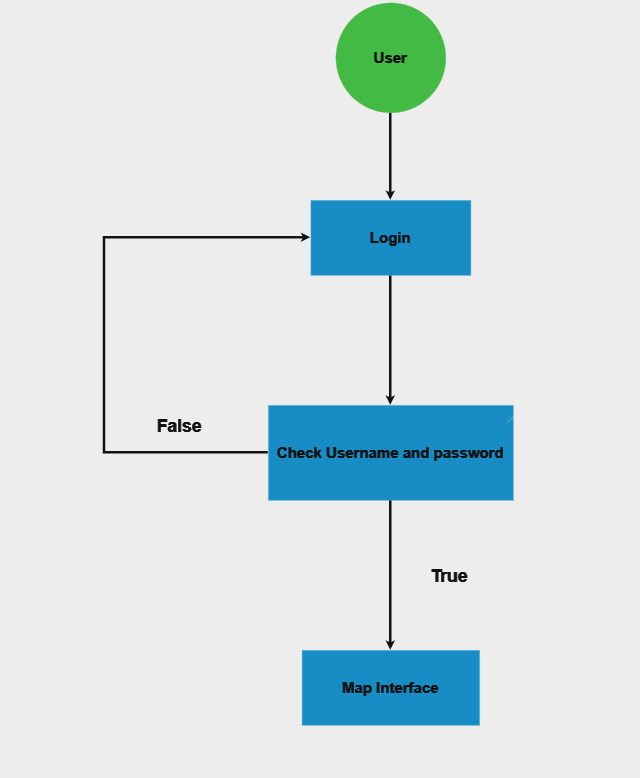 User
Login
False
Check Username and password
True
Map Interface